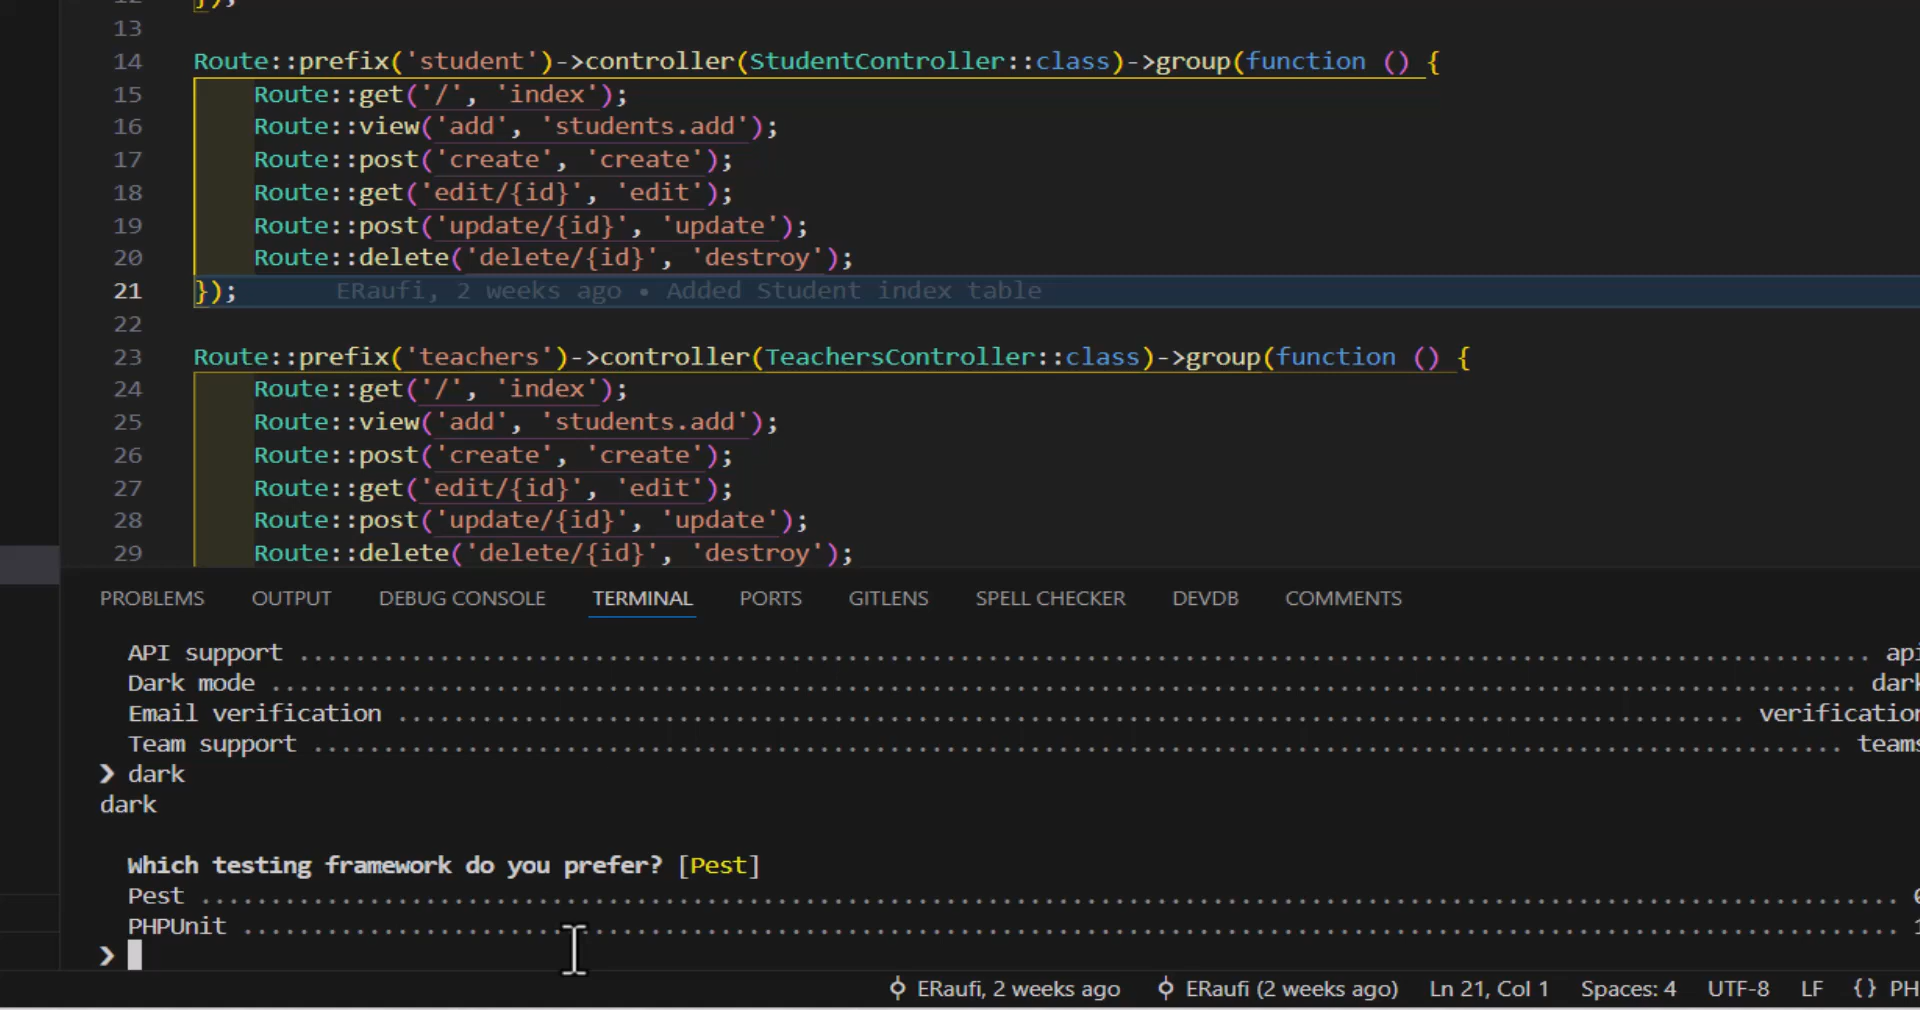 12 });
13
14 Route::prefix('student')->controller(StudentController::class)->group(function () {
15 Route::get('/', 'index');
16 Route::view('add', 'students.add');
17 Route::post('create', 'create');
18 Route::get('edit/{id}', 'edit');
19 Route::post('update/{id}', 'update');
20 Route::delete('delete/{id}', 'destroy');
21 }); ERaufi, 2 weeks ago • Added Student index table
22
23 Route::prefix('teachers')->controller(TeachersController::class)->group(function () {
24 Route::get('/', 'index');
25 Route::view('add', 'students.add');
26 Route::post('create', 'create');
27 Route::get('edit/{id}', 'edit');
28 Route::post('update/{id}', 'update');
29 Route::delete('delete/{id}', 'destroy');
PROBLEMS OUTPUT DEBUG CONSOLE TERMINAL PORTS GITLENS SPELL CHECKER DEVDB COMMENTS
API support ............................................................ api
Dark mode ............................................................ dark
Email verification ............................................................ verification
Team support ............................................................ teams
❯ dark
dark
Which testing framework do you prefer? [Pest]
Pest ............................................................ 0
PHPUnit ............................................................ 1
❯
ERaufi, 2 weeks ago ERaufi (2 weeks ago) Ln 21, Col 1 Spaces: 4 UTF-8 LF {} PH